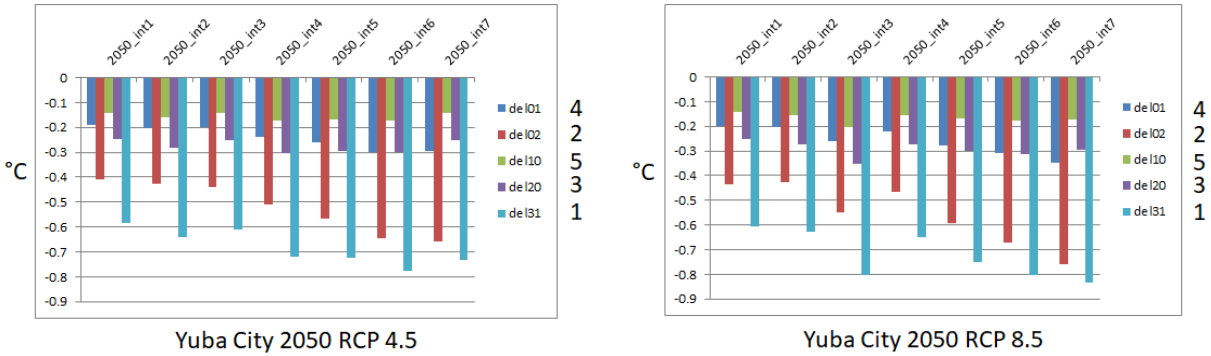 2050_int1 2050_int2 2050_int3 2050_int4 2050_int5 2050_int6 2050_int7
0
-0.1
-0.2
-0.3
-0.4
-0.5
-0.6
-0.7
-0.8
-0.9
°C
del01 4
del02 2
del10 5
del20 3
del31 1
Yuba City 2050 RCP 4.5
2050_int1 2050_int2 2050_int3 2050_int4 2050_int5 2050_int6 2050_int7
0
-0.1
-0.2
-0.3
-0.4
-0.5
-0.6
-0.7
-0.8
-0.9
°C
del01 4
del02 2
del10 5
del20 3
del31 1
Yuba City 2050 RCP 8.5